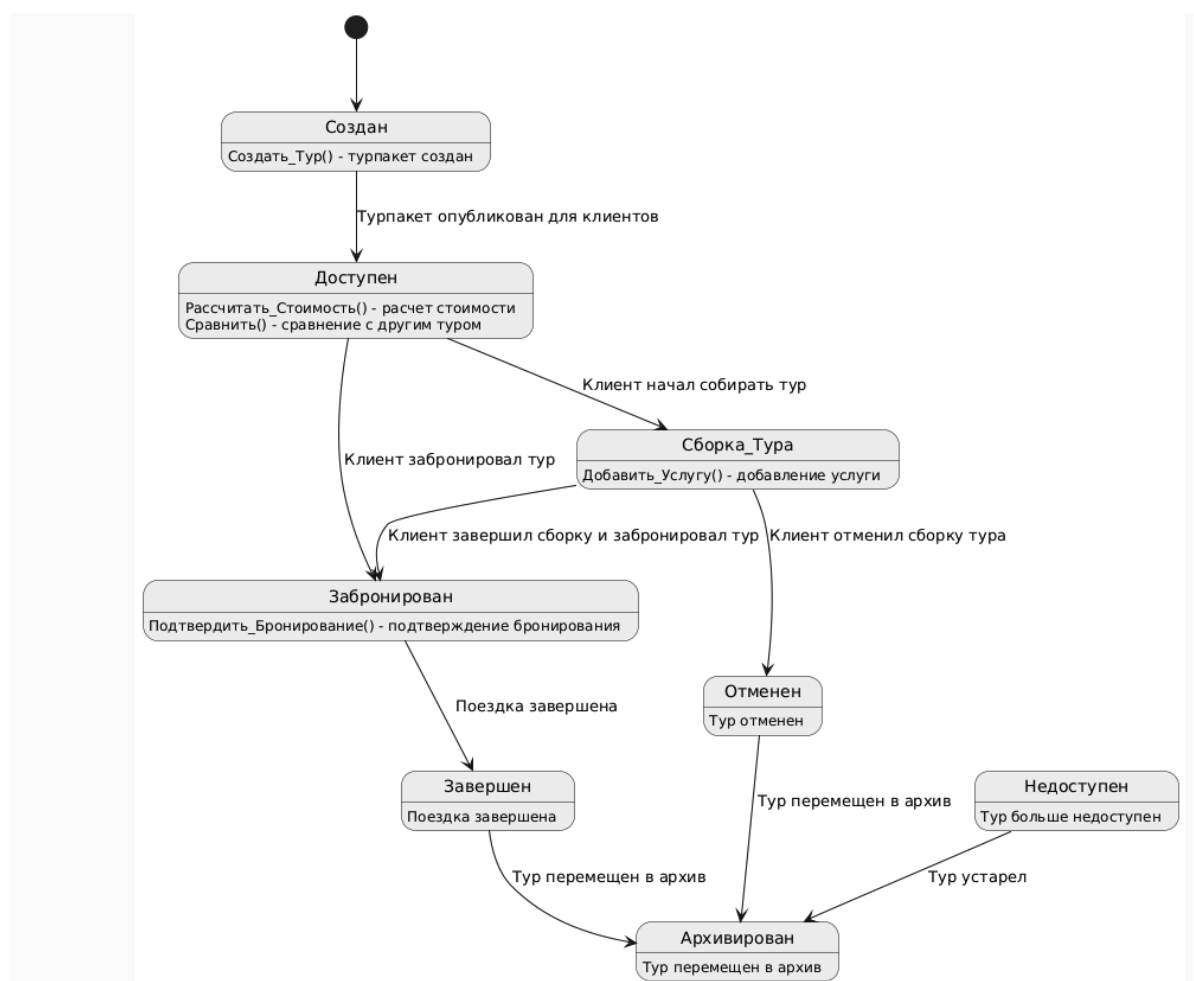 Создан
Создать_Тур() - турпакет создан
Турпакет опубликован для клиентов
Доступен
Рассчитать_Стоимость() - расчет стоимости
Сравнить() - сравнение с другим туром
Клиент начал собирать тур
Сборка_Тура
Добавить_Услугу() - добавление услуги
Клиент забронировал тур
Клиент завершил сборку и забронировал тур
Клиент отменил сборку тура
Забронирован
Подтвердить_Бронирование() - подтверждение бронирования
Отменен
Тур отменен
Поездка завершена
Завершен
Поездка завершена
Недоступен
Тур больше недоступен
Тур перемещен в архив
Тур перемещен в архив
Тур устарел
Архивирован
Тур перемещен в архив